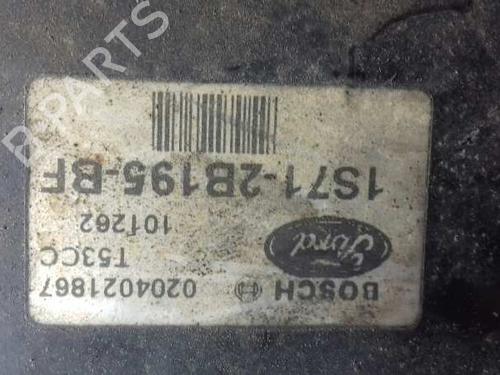 BOSCH 0204021867
Ford T53CC
101262
1S71-2B195-BF
B-PARTS